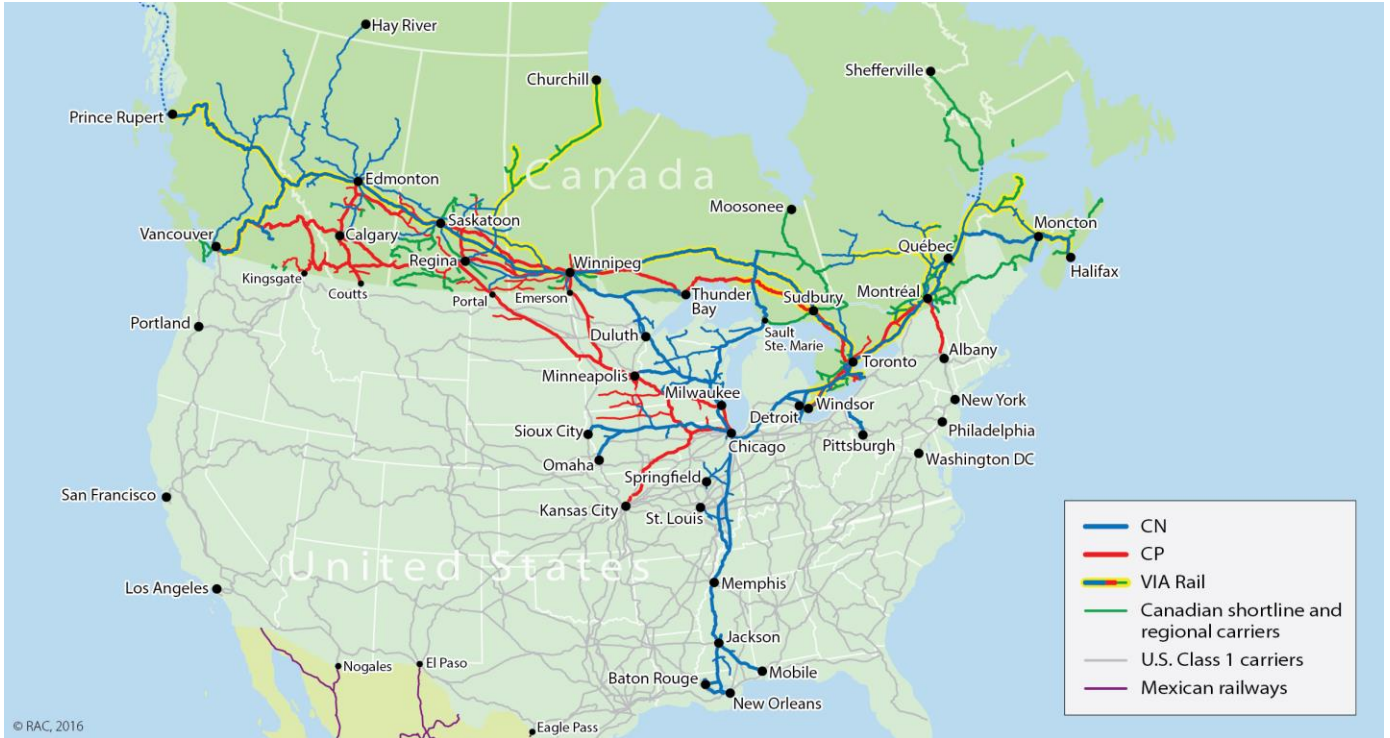 Hay River
Churchill
Shefferville
Prince Rupert
Canada
Edmonton
Moosonee
Saskatoon
Moncton
Vancouver
Calgary
Québec
Regina
Winnipeg
Halifax
Kingsgate
Coutts
Portal
Emerson
Thunder
Bay
Sudbury
Montréal
Portland
Duluth
Sault
Ste. Marie
Albany
Toronto
Minneapolis
Milwaukee
Detroit
Windsor
New York
Sioux City
Chicago
Pittsburgh
Philadelphia
Omaha
Springfield
Washington DC
San Francisco
Kansas City
St. Louis
United States
Los Angeles
Memphis
Jackson
Nogales
El Paso
Baton Rouge
Mobile
New Orleans
Eagle Pass
CN
CP
VIA Rail
Canadian shortline and
regional carriers
U.S. Class 1 carriers
Mexican railways
© RAC, 2016